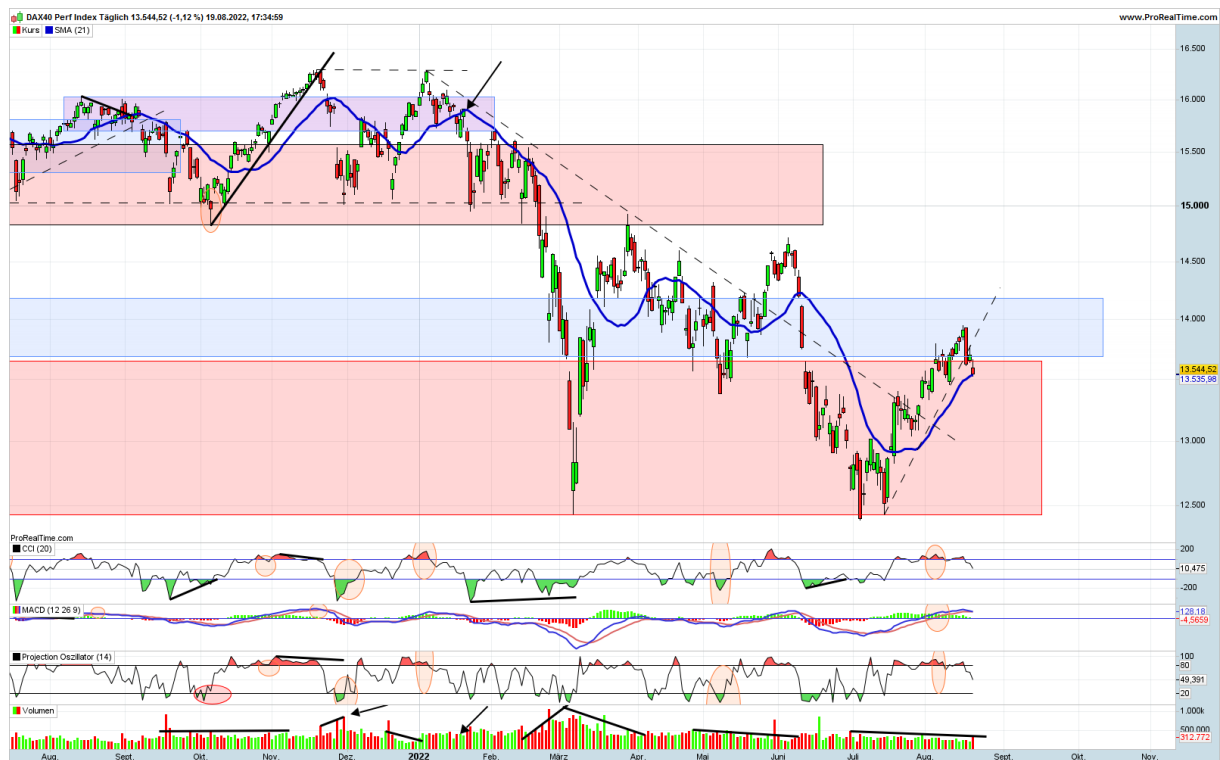 DAX40 Perf Index Täglich 13.544,52 (-1,12 %) 19.08.2022, 17:34:59
www.ProRealTime.com
Kurs SMA (21)
16.500
16.000
15.500
15.000
14.500
14.000
13.544,52
13.535,98
13.000
12.500
ProRealTime.com
CCI (20)
200
10,475
-200
MACD (12 26 9)
128,18
-4,5659
Projection Oszillator (14)
100
80
49,391
20
Volumen
1.000k
500.000
312.772
Aug. Sept. Okt. Nov. Dez. 2022 Feb. März Apr. Mai Juni Juli Aug. Sept. Okt. Nov.